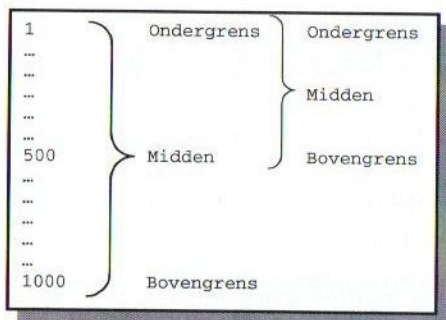 1 Ondergrens Ondergrens
…
…
… Midden
…
…
500 Midden Bovengrens
…
…
…
…
…
1000 Bovengrens